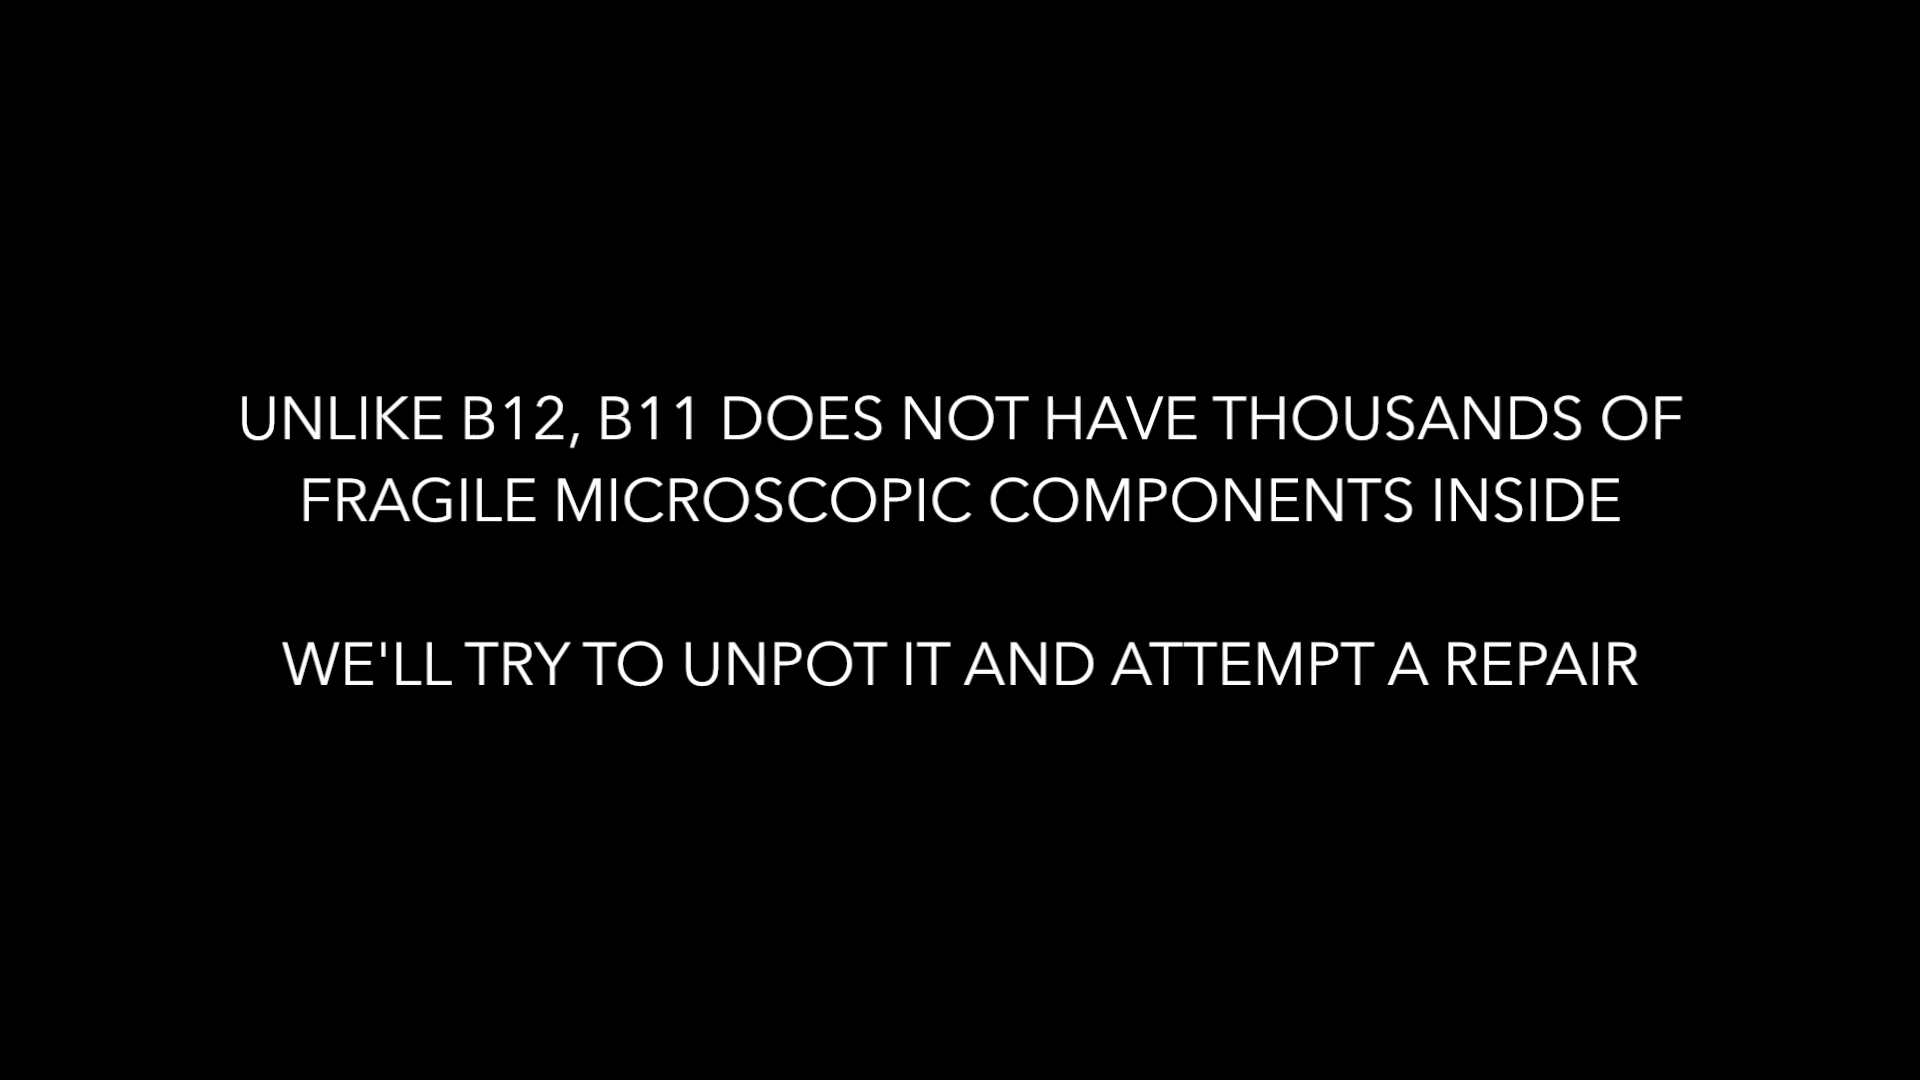 UNLIKE B12, B11 DOES NOT HAVE THOUSANDS OF
FRAGILE MICROSCOPIC COMPONENTS INSIDE
WE'LL TRY TO UNPOT IT AND ATTEMPT A REPAIR